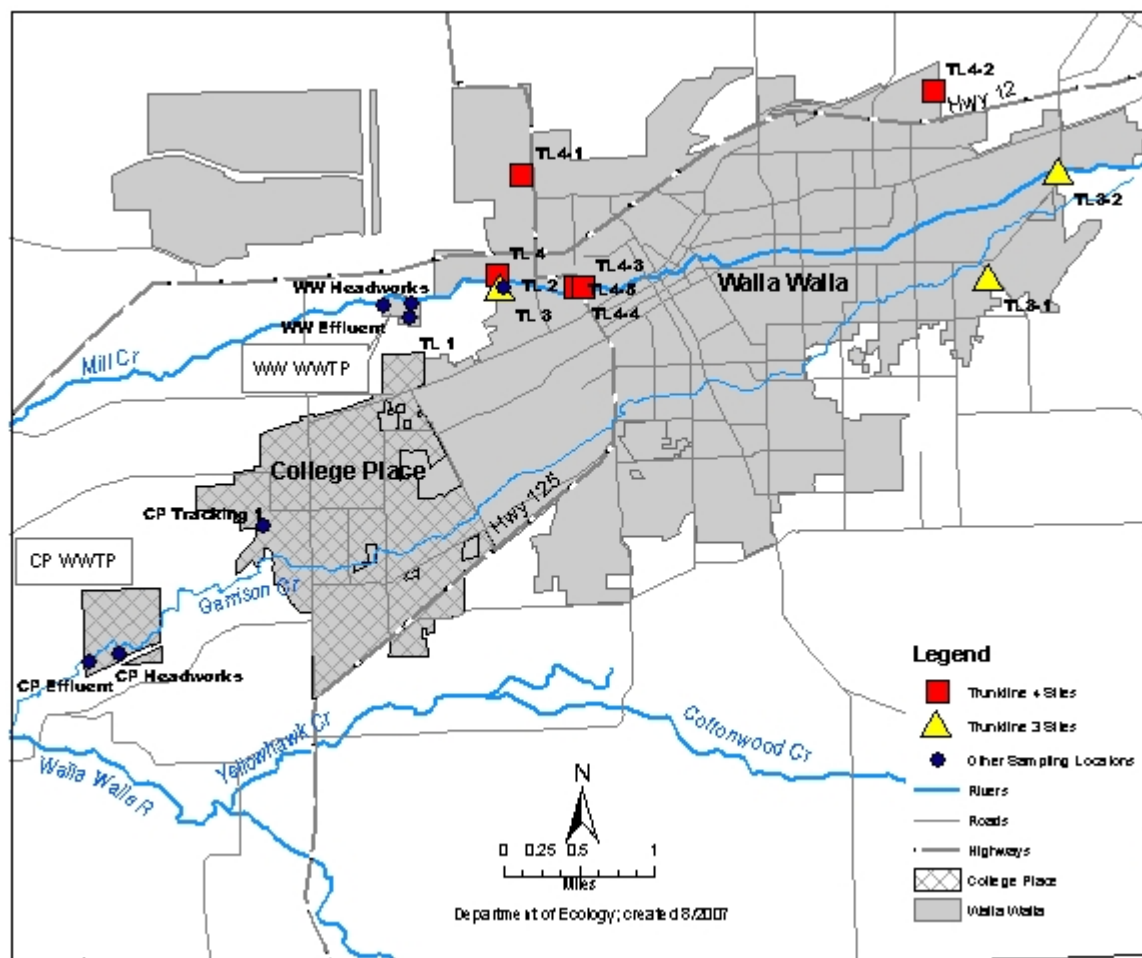 TL4-2
Hwy 12
TL4-1
TL3-2
TL 4
TL4-3
WW Headworks
TL 2
TL4-5
Walla Walla
TL 3
TL4-4
TL3-1
WW Effluent
TL 1
Mill Cr
WW WWTP
College Place
Hwy 125
CP Tracking 1
CP WWTP
Garrison Cr
CP Effluent
CP Headworks
Yellowhawk Cr
Cottonwood Cr
Walla Walla R
N
0 0.25 0.5 1
Miles
Department of Ecology; created 8/2007
Legend
Trunkline 4 Sites
Trunkline 3 Sites
Other Sampling Locations
Rivers
Roads
Highways
College Place
Walla Walla